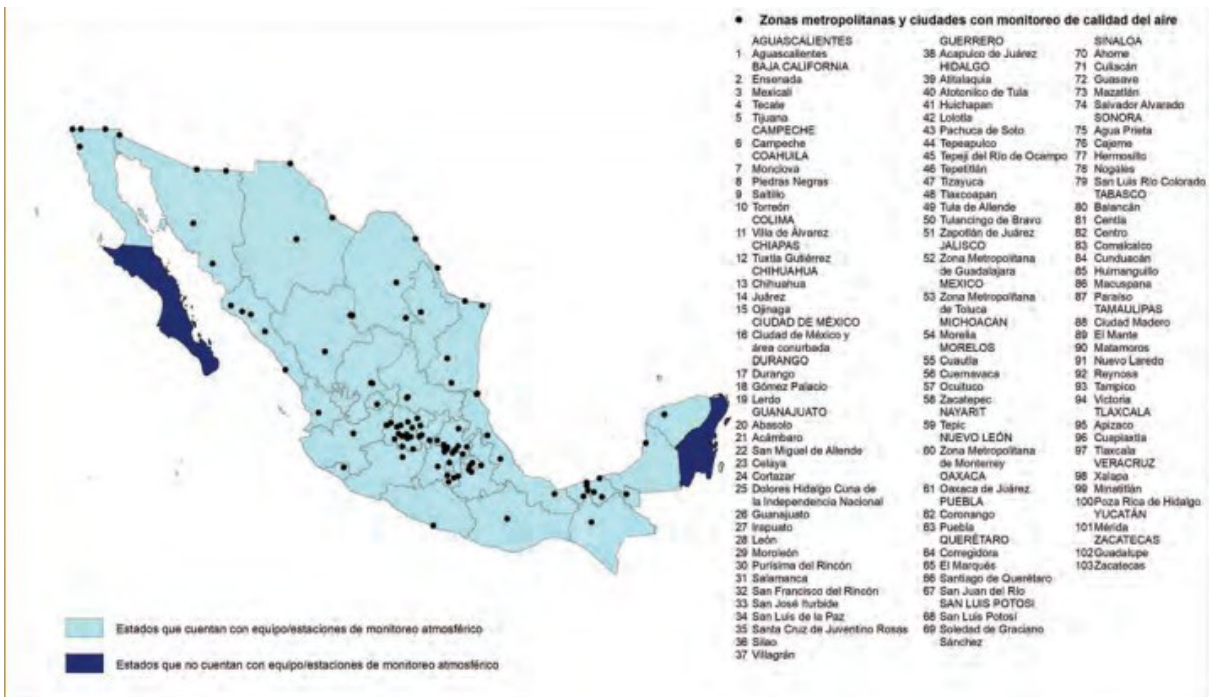 Zonas metropolitanas y ciudades con monitoreo de calidad del aire
AGUASCALIENTES
1 Aguascalientes
BAJA CALIFORNIA
2 Ensenada
3 Mexicali
4 Tecate
5 Tijuana
CAMPECHE
6 Campeche
COAHUILA
7 Monclova
8 Piedras Negras
9 Saltillo
10 Torreón
COLIMA
11 Villa de Álvarez
CHIAPAS
12 Tuxtla Gutiérrez
CHIHUAHUA
13 Chihuahua
14 Juárez
15 Ojinaga
CIUDAD DE MÉXICO
16 Ciudad de México y
área conurbada
DURANGO
17 Durango
18 Gómez Palacio
19 Lerdo
GUANAJUATO
20 Abasolo
21 Acámbaro
22 San Miguel de Allende
23 Celaya
24 Cortazar
25 Dolores Hidalgo Cuna de
la Independencia Nacional
26 Guanajuato
27 Irapuato
28 León
29 Moroleón
30 Purísima del Rincón
31 Salamanca
32 San Francisco del Rincón
33 San José Iturbide
34 San Luis de la Paz
35 Santa Cruz de Juventino Rosas
36 Silao
37 Villagrán
GUERRERO
38 Acapulco de Juárez
HIDALGO
39 Atitalaquia
40 Atotonilco de Tula
41 Huichapan
42 Lolotla
43 Pachuca de Soto
44 Tepeapulco
45 Tepeji del Río de Ocampo
46 Tepetitlán
47 Tizayuca
48 Tlaxcoapan
49 Tula de Allende
50 Tulancingo de Bravo
51 Zapotlán de Juárez
JALISCO
52 Zona Metropolitana
de Guadalajara
MEXICO
53 Zona Metropolitana
de Toluca
MICHOACAN
54 Morelia
MORELOS
55 Cuautla
56 Cuernavaca
57 Ocuituco
58 Zacatepec
NAYARIT
59 Tepic
NUEVO LEÓN
60 Zona Metropolitana
de Monterrey
OAXACA
61 Oaxaca de Juárez
PUEBLA
62 Coronango
63 Puebla
QUERÉTARO
64 Corregidora
65 El Marqués
66 Santiago de Querétaro
67 San Juan del Río
SAN LUIS POTOSI
68 San Luis Potosí
69 Soledad de Graciano
Sánchez
SINALOA
70 Ahome
71 Culiacán
72 Guasave
73 Mazatlán
74 Salvador Alvarado
SONORA
75 Agua Prieta
76 Cajeme
77 Hermosillo
78 Nogales
79 San Luis Río Colorado
TABASCO
80 Balancán
81 Centla
82 Centro
83 Comalcalco
84 Cunduacán
85 Huimanguillo
86 Macuspana
87 Paraíso
TAMAULIPAS
88 Ciudad Madero
89 El Mante
90 Matamoros
91 Nuevo Laredo
92 Reynosa
93 Tampico
94 Victoria
TLAXCALA
95 Apizaco
96 Cuapiaxtla
97 Tlaxcala
VERACRUZ
98 Xalapa
99 Minatitlán
100Poza Rica de Hidalgo
YUCATÁN
101Mérida
ZACATECAS
102Guadalupe
103Zacatecas
Estados que cuentan con equipo/estaciones de monitoreo atmosférico
Estados que no cuentan con equipo/estaciones de monitoreo atmosférico